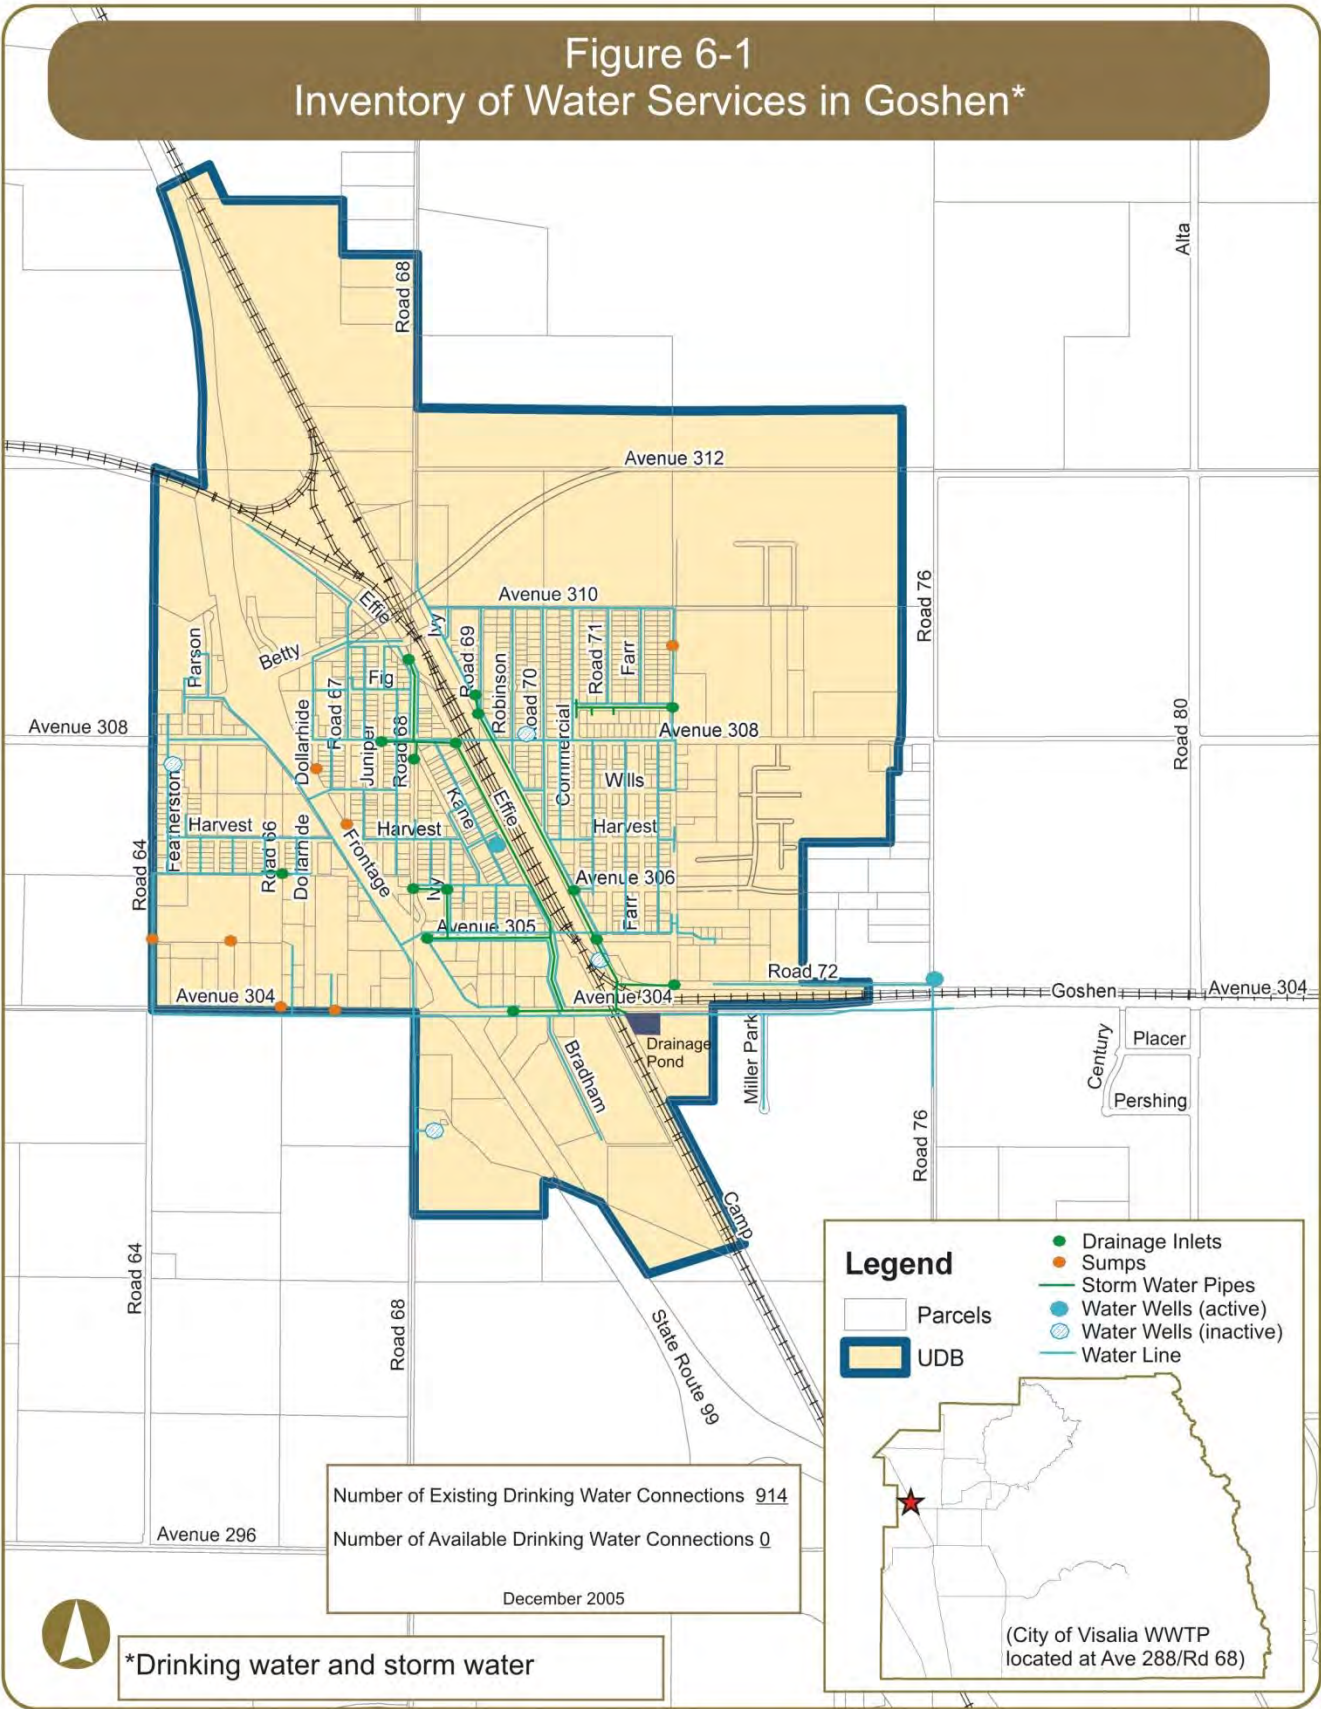 Figure 6-1
Inventory of Water Services in Goshen*
Alta
Road 68
Avenue 312
Road 76
Avenue 310
Effie
Ivy
Parson
Betty
Road 69
Robinson
Road 70
Road 71
Farr
Fig
Road 67
Dollarhide
Juniper
Road 68
Commercial
Avenue 308
Avenue 308
Road 80
Wills
Kane
Effie
Featherston
Harvest
Harvest
Harvest
Road 64
Road 66
Dollarhide
Frontage
Ivy
Avenue 306
Farr
Avenue 305
Road 72
Avenue 304
Avenue 304
Goshen
Avenue 304
Drainage
Pond
Miller Park
Century
Placer
Pershing
Bradham
Road 76
Camp
Road 64
Road 68
State Route 99
Legend
Parcels
UDB
Drainage Inlets
Sumps
Storm Water Pipes
Water Wells (active)
Water Wells (inactive)
Water Line
Number of Existing Drinking Water Connections 914
Number of Available Drinking Water Connections 0
December 2005
Avenue 296
(City of Visalia WWTP
located at Ave 288/Rd 68)
*Drinking water and storm water